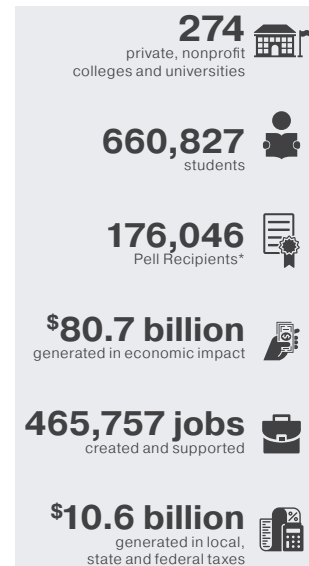 274
private, nonprofit
colleges and universities
660,827
students
176,046
Pell Recipients*
$80.7 billion
generated in economic impact
465,757 jobs
created and supported
$10.6 billion
generated in local,
state and federal taxes